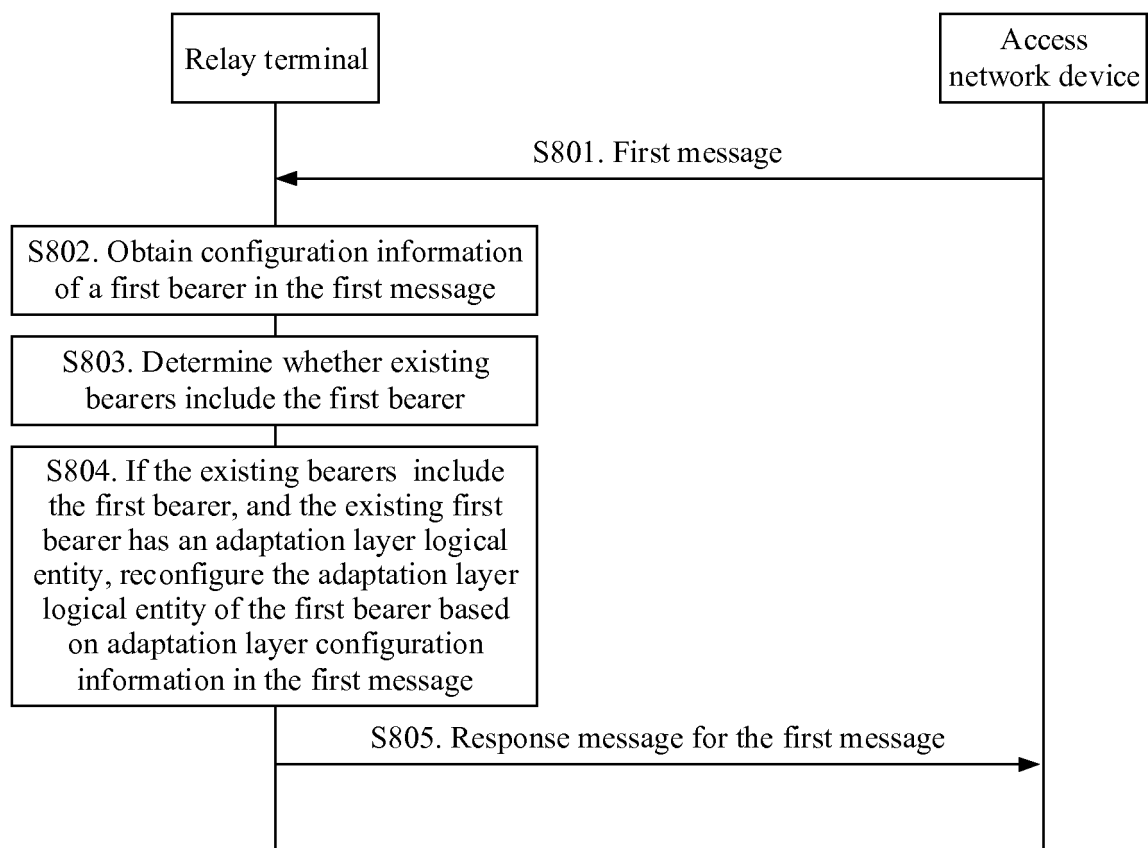 Relay terminal
Access
network device
S801. First message
S802. Obtain configuration information
of a first bearer in the first message
S803. Determine whether existing
bearers include the first bearer
S804. If the existing bearers include
the first bearer, and the existing first
bearer has an adaptation layer logical
entity, reconfigure the adaptation layer
logical entity of the first bearer based
on adaptation layer configuration
information in the first message
S805. Response message for the first message